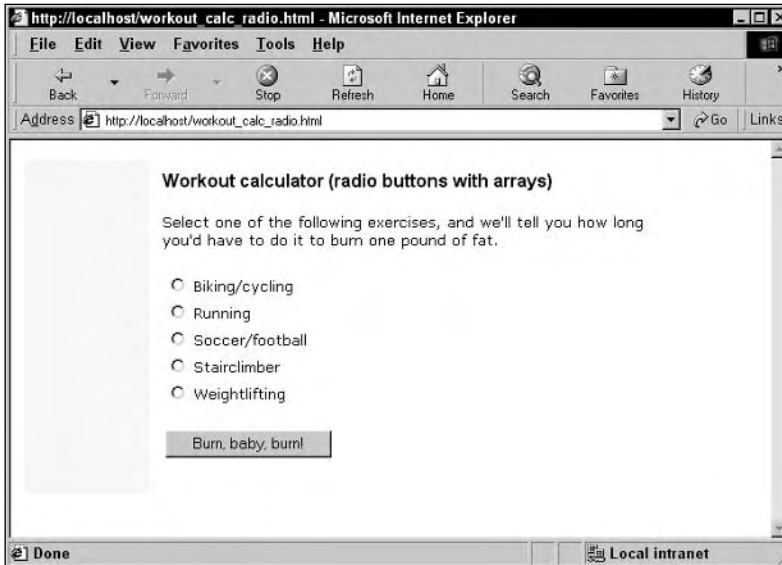 http://localhost/workout_calc_radio.html - Microsoft Internet Explorer
File Edit View Favorites Tools Help
Back Forward Stop Refresh Home Search Favorites History
Address http://localhost/workout_calc_radio.html Go Links
Workout calculator (radio buttons with arrays)
Select one of the following exercises, and we'll tell you how long
you'd have to do it to burn one pound of fat.
Biking/cycling
Running
Soccer/football
Stairclimber
Weightlifting
Burn, baby, burn!
Done Local intranet